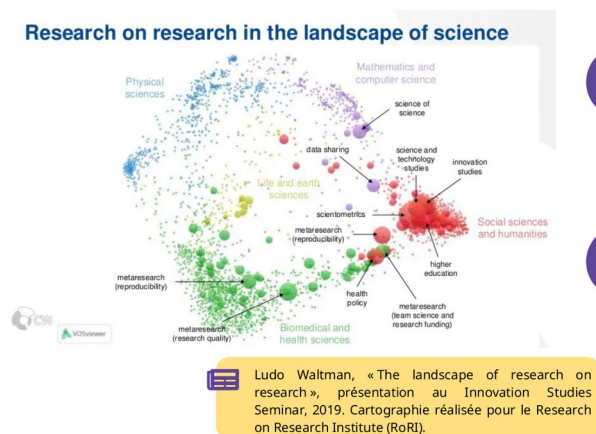 Research on research in the landscape of science
Physical
sciences
Mathematics and
computer science
science of
science
data sharing
science and
technology
studies
innovation
studies
Life and earth
sciences
scientometrics
Social sciences
and humanities
metaresearch
(reproducibility)
higher
education
metaresearch
(reproducibility)
health
policy
metaresearch
(team science and
research funding)
metaresearch
(research quality)
Biomedical and
health sciences
CW
VOSviewer
Ludo Waltman, « The landscape of research on
research », présentation au Innovation Studies
Seminar, 2019. Cartographie réalisée pour le Research
on Research Institute (RoRI).